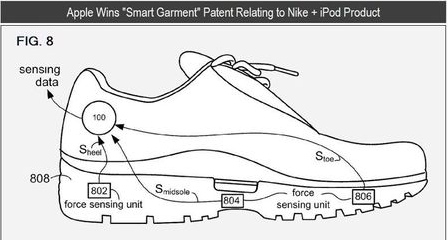 Apple Wins "Smart Garment" Patent Relating to Nike + iPod Product
FIG. 8
sensing
data
100
Sheel
Stoe
808
802
Smidsole
force
806
force sensing unit
804
sensing unit